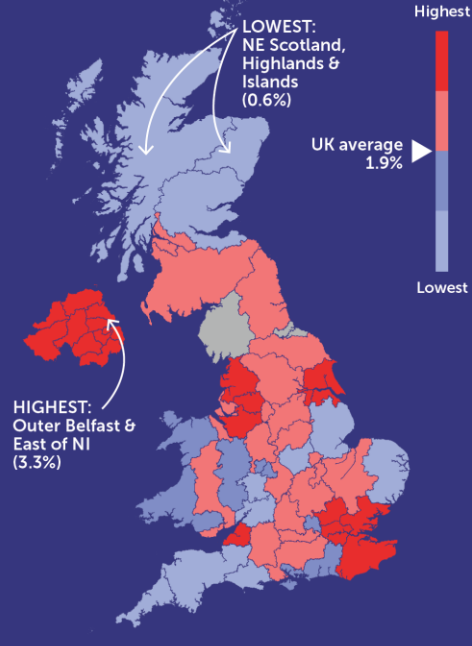 Highest
LOWEST:
NE Scotland,
Highlands &
Islands
(0.6%)
UK average
1.9%
Lowest
HIGHEST:
Outer Belfast &
East of NI
(3.3%)